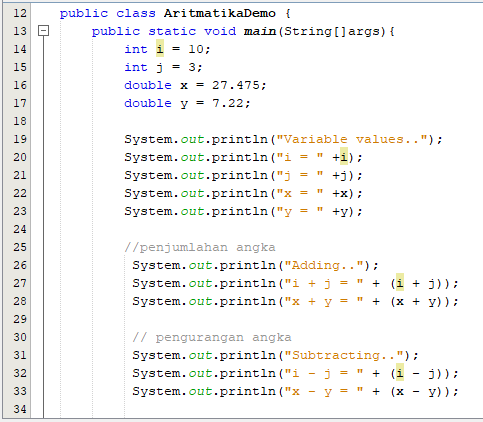 12 public class AritmatikaDemo {
13 public static void main(String[]args){
14 int i = 10;
15 int j = 3;
16 double x = 27.475;
17 double y = 7.22;
18
19 System.out.println("Variable values..");
20 System.out.println("i = " +i);
21 System.out.println("j = " +j);
22 System.out.println("x = " +x);
23 System.out.println("y = " +y);
24
25 //penjumlahan angka
26 System.out.println("Adding..");
27 System.out.println("i + j = " + (i + j));
28 System.out.println("x + y = " + (x + y));
29
30 // pengurangan angka
31 System.out.println("Subtracting..");
32 System.out.println("i - j = " + (i - j));
33 System.out.println("x - y = " + (x - y));
34